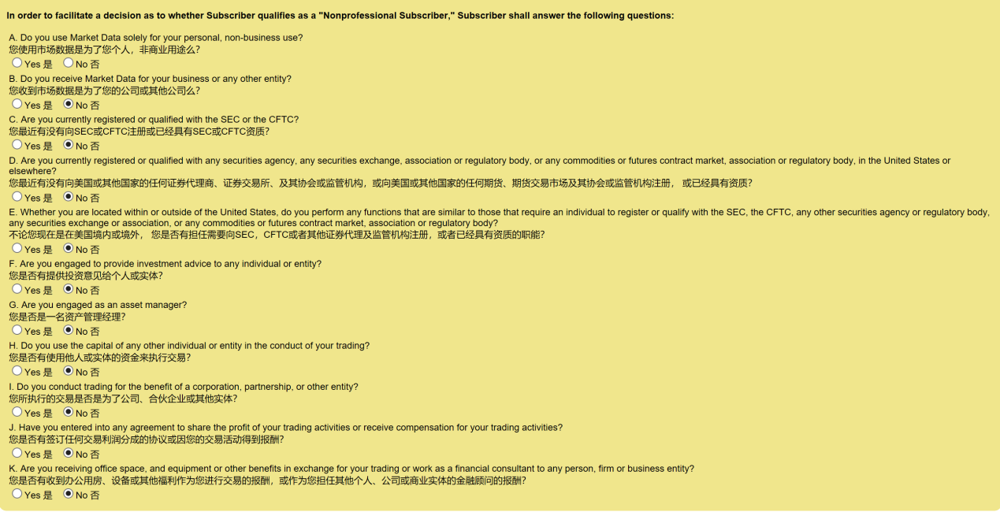 In order to facilitate a decision as to whether Subscriber qualifies as a "Nonprofessional Subscriber," Subscriber shall answer the following questions:
A. Do you use Market Data solely for your personal, non-business use?
您使用市场数据是为了您个人，非商业用途么?
Yes 是 No 否
B. Do you receive Market Data for your business or any other entity?
您收到市场数据是为了您的公司或其他公司么?
Yes 是 No 否
C. Are you currently registered or qualified with the SEC or the CFTC?
您最近有没有向SEC或CFTC注册或已经具有SEC或CFTC资质?
Yes 是 No 否
D. Are you currently registered or qualified with any securities agency, any securities exchange, association or regulatory body, or any commodities or futures contract market, association or regulatory body, in the United States or
elsewhere?
您最近有没有向美国或其他国家的任何证券代理商、证券交易所、及其协会或监管机构，或向美国或其他国家的任何期货、期货交易市场及其协会或监管机构注册， 或已经具有资质?
Yes 是 No 否
E. Whether you are located within or outside of the United States, do you perform any functions that are similar to those that require an individual to register or qualify with the SEC, the CFTC, any other securities agency or regulatory body,
any securities exchange or association, or any commodities or futures contract market, association or regulatory body?
不论您现在是在美国境内或境外， 您是否有担任需要向SEC，CFTC或者其他证券代理及监管机构注册，或者已经具有资质的职能?
Yes 是 No 否
F. Are you engaged to provide investment advice to any individual or entity?
您是否有提供投资意见给个人或实体?
Yes 是 No 否
G. Are you engaged as an asset manager?
您是否是一名资产管理经理?
Yes 是 No 否
H. Do you use the capital of any other individual or entity in the conduct of your trading?
您是否有使用他人或实体的资金来执行交易?
Yes 是 No 否
I. Do you conduct trading for the benefit of a corporation, partnership, or other entity?
您所执行的交易是否是为了公司、合伙企业或其他实体?
Yes 是 No 否
J. Have you entered into any agreement to share the profit of your trading activities or receive compensation for your trading activities?
您是否有签订任何交易利润分成的协议或因您的交易活动得到报酬?
Yes 是 No 否
K. Are you receiving office space, and equipment or other benefits in exchange for your trading or work as a financial consultant to any person, firm or business entity?
您是否有收到办公用房、设备或其他福利作为您进行交易的报酬，或作为您担任其他个人、公司或商业实体的金融顾问的报酬?
Yes 是 No 否